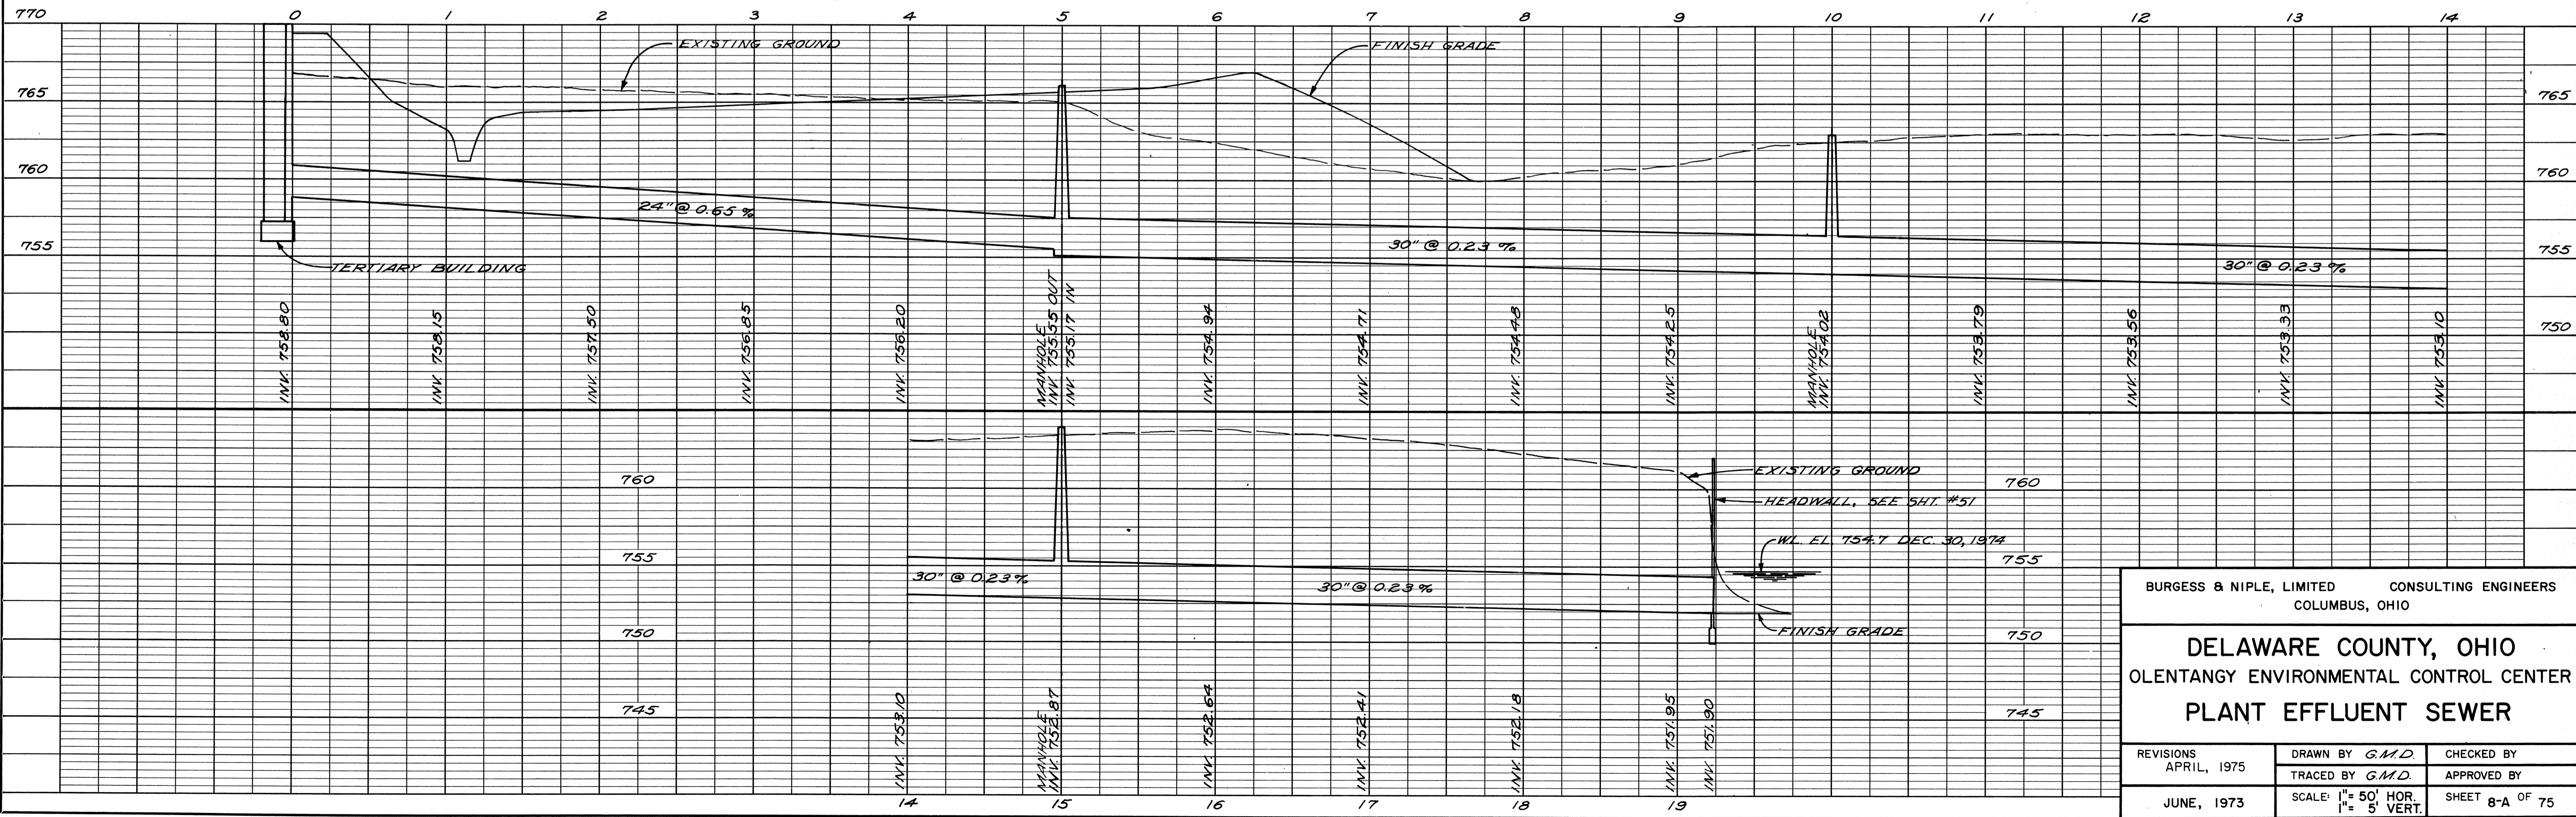 770 0 1 2 3 4 5 6 7 8 9 10 11 12 13 14
EXISTING GROUND
FINISH GRADE
765 765
760 760
24" @ 0.65 %
755 30" @ 0.23 % 755
TERTIARY BUILDING
30" @ 0.23 %
750
INV. 758.80
INV. 758.15
INV. 757.50
INV. 756.85
INV. 756.20
MANHOLE
INV. 755.55 OUT
INV. 755.17 IN
INV. 754.94
INV. 754.71
INV. 754.48
INV. 754.25
MANHOLE
INV. 754.02
INV. 753.79
INV. 753.56
INV. 753.33
INV. 753.10
EXISTING GROUND
760 760
HEADWALL, SEE SHT. #51
WL. EL. 754.7 DEC. 30, 1974
755 755
30" @ 0.23 %
30" @ 0.23 %
750 FINISH GRADE 750
745 745
INV. 753.10
MANHOLE
INV. 752.87
INV. 752.64
INV. 752.41
INV. 752.18
INV. 751.95
INV. 751.90
14 15 16 17 18 19
BURGESS & NIPLE, LIMITED CONSULTING ENGINEERS
COLUMBUS, OHIO
DELAWARE COUNTY, OHIO
OLENTANGY ENVIRONMENTAL CONTROL CENTER
PLANT EFFLUENT SEWER
REVISIONS
APRIL, 1975
DRAWN BY G.M.D.
CHECKED BY
TRACED BY G.M.D.
APPROVED BY
JUNE, 1973
SCALE: 1"= 50' HOR.
1"= 5' VERT.
SHEET 8-A OF 75